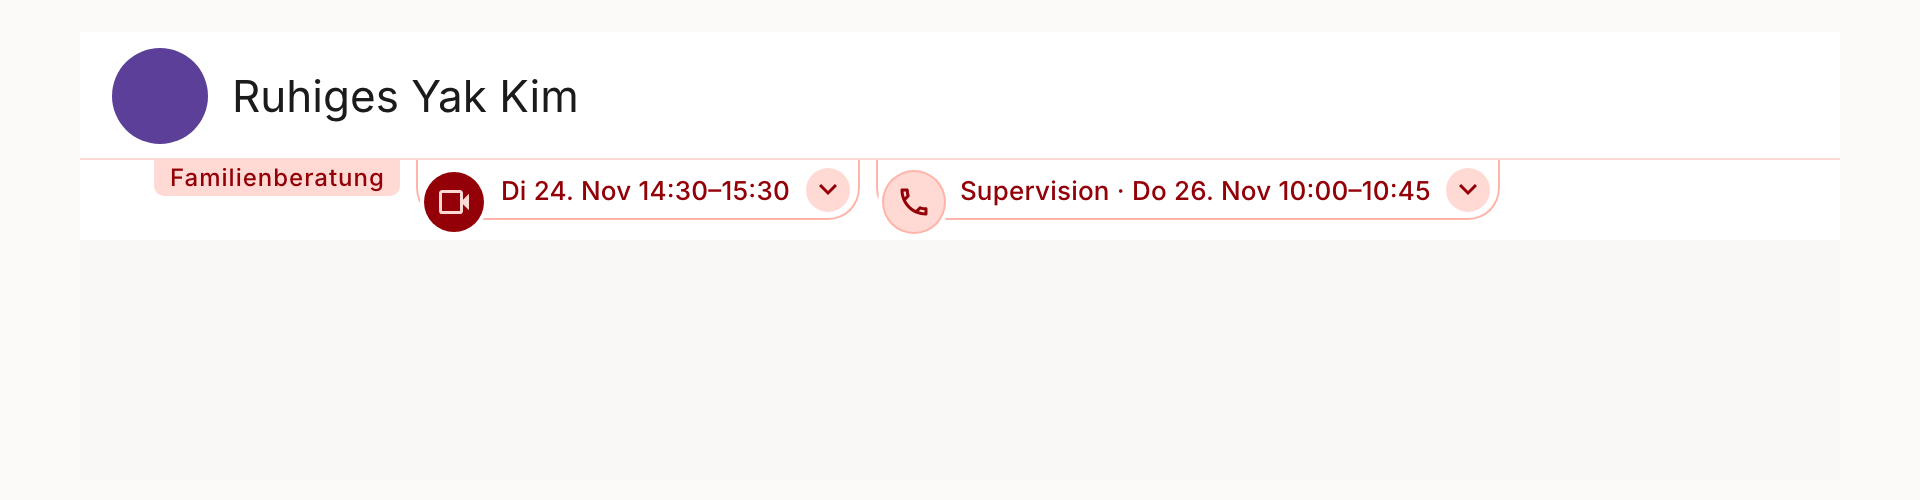 Ruhiges Yak Kim
Familienberatung
Di 24. Nov 14:30–15:30
Supervision · Do 26. Nov 10:00–10:45